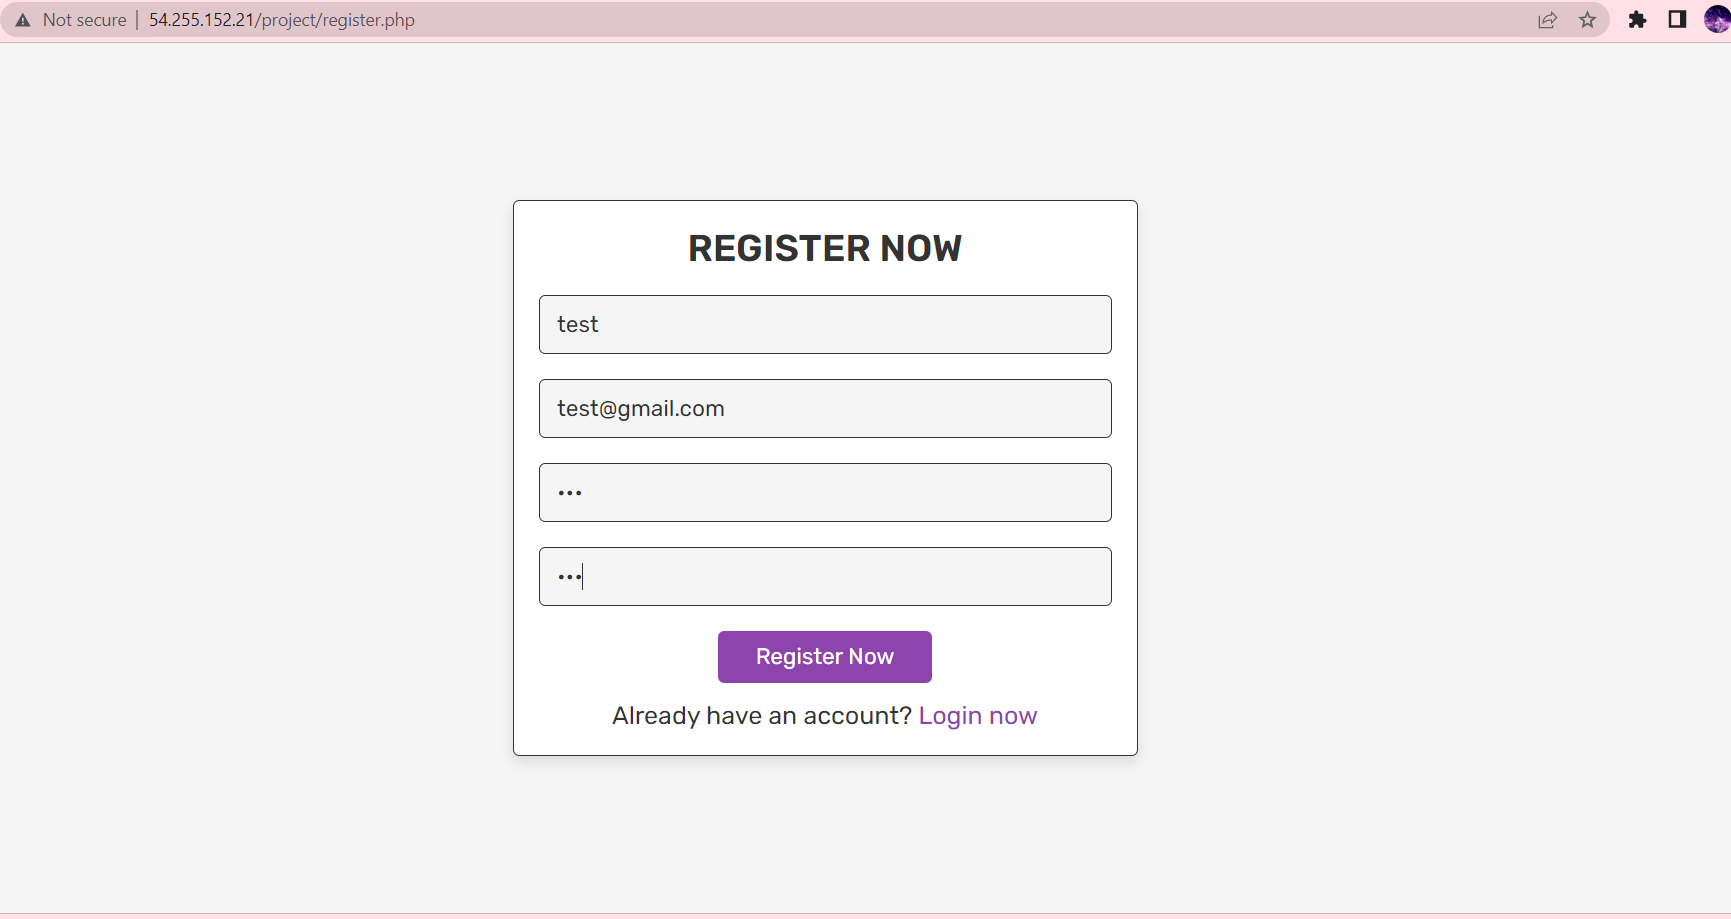 Not secure | 54.255.152.21/project/register.php
REGISTER NOW
test
test@gmail.com
•••
•••
Register Now
Already have an account? Login now